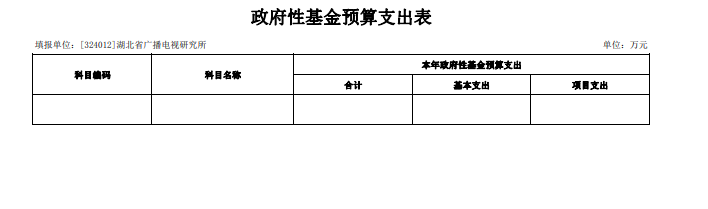 政府性基金预算支出表
填报单位：[324012]湖北省广播电视研究所 单位：万元
科目编码 科目名称 本年政府性基金预算支出
合计 基本支出 项目支出